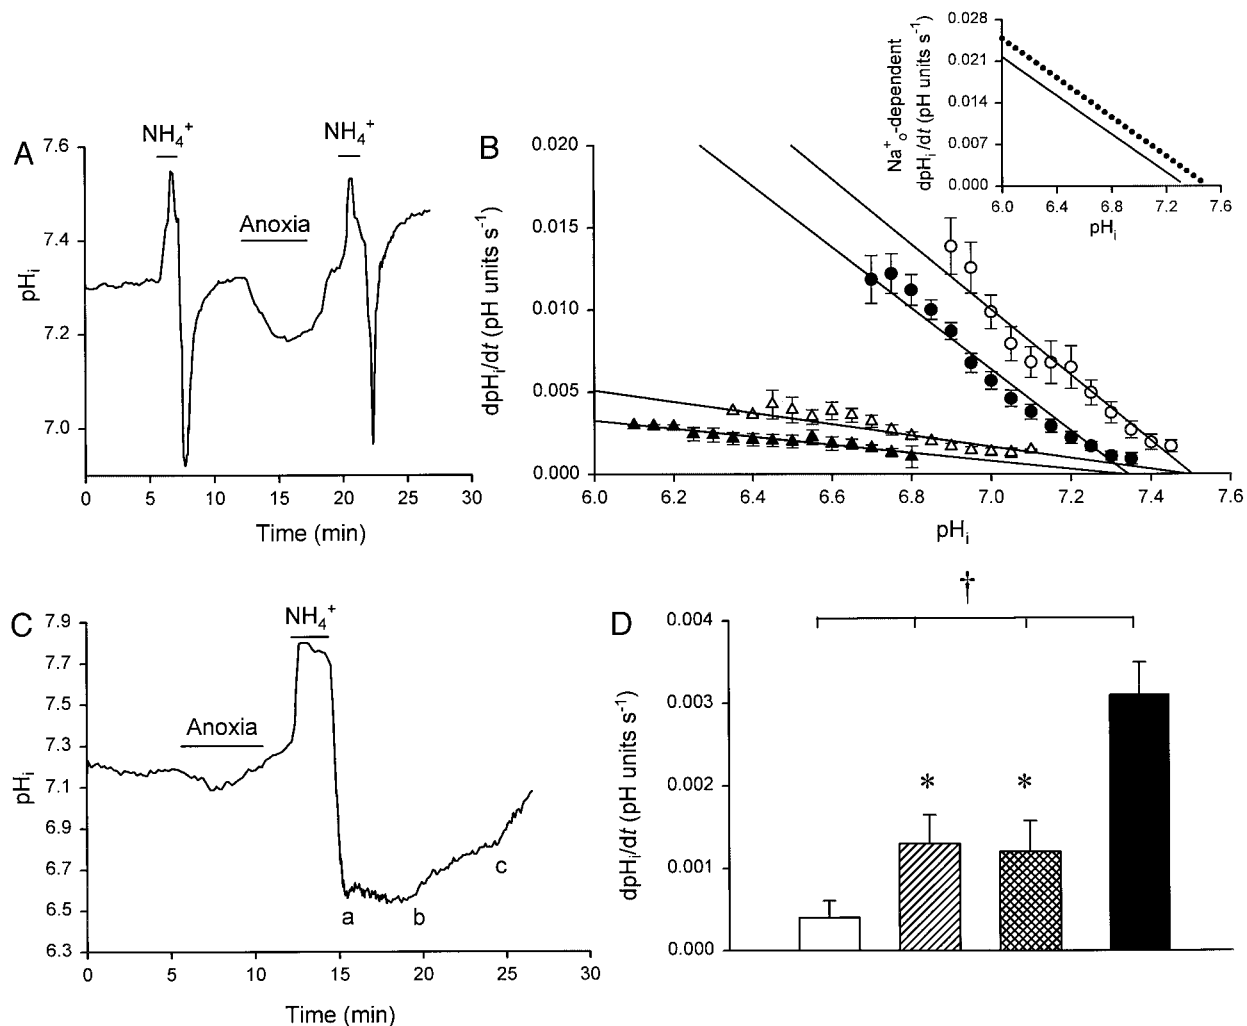 A
7.6
7.4
7.2
7.0
pHi
NH4+
Anoxia
NH4+
0
5
10
15
20
25
30
Time (min)
B
0.020
0.015
0.010
0.005
0.000
dpHi/dt (pH units s-1)
6.0
6.2
6.4
6.6
6.8
7.0
7.2
7.4
7.6
pHi
Na+o-dependent
dpHi/dt (pH units s-1)
0.028
0.021
0.014
0.007
0.000
6.0
6.4
6.8
7.2
7.6
pHi
C
7.9
7.7
7.5
7.3
7.1
6.9
6.7
6.5
6.3
pHi
Anoxia
NH4+
a
b
c
0
5
10
15
20
25
30
Time (min)
D
†
0.004
0.003
0.002
0.001
0.000
dpHi/dt (pH units s-1)
*
*